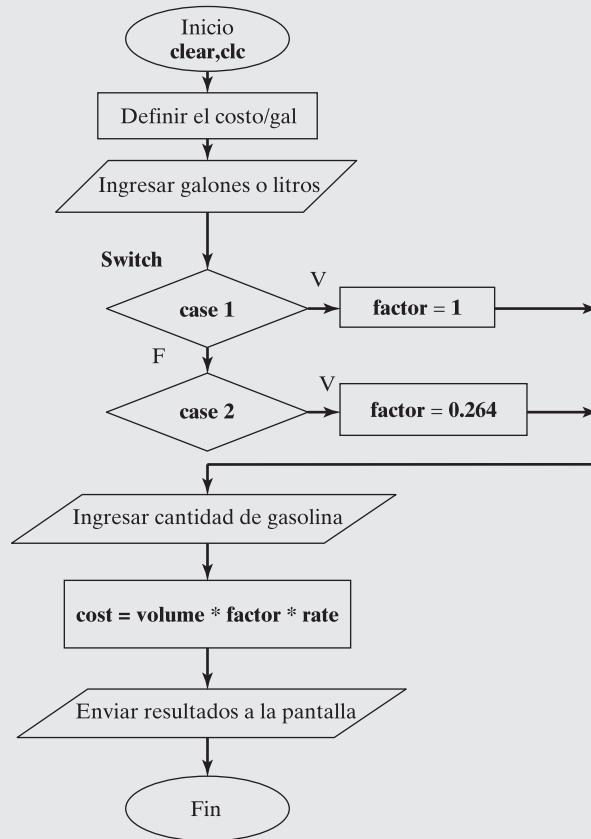 Inicio
clear,clc
Definir el costo/gal
Ingresar galones o litros
Switch
V
case 1
factor = 1
F
V
case 2
factor = 0.264
Ingresar cantidad de gasolina
cost = volume * factor * rate
Enviar resultados a la pantalla
Fin